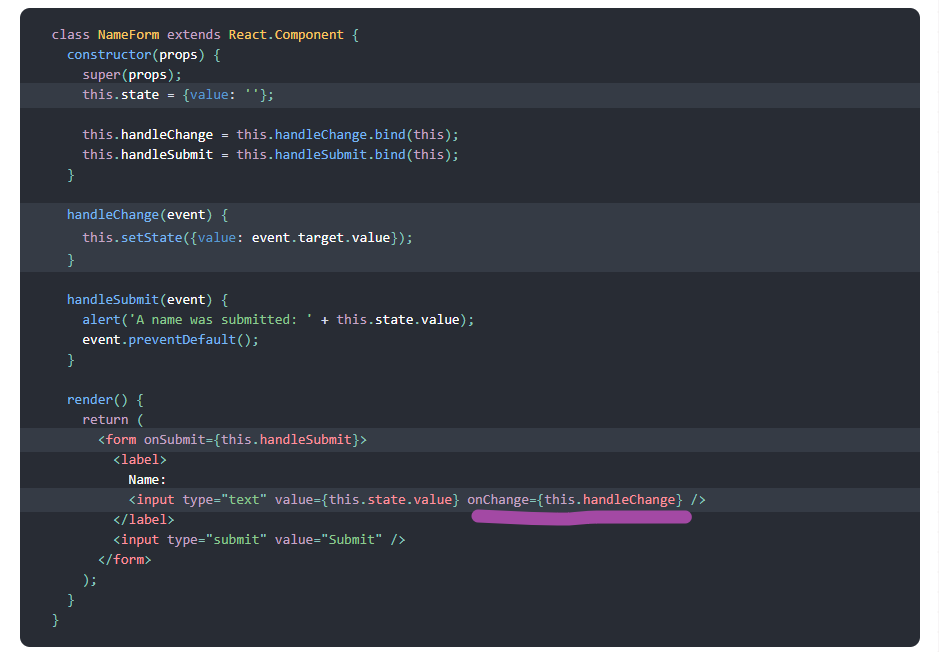 class NameForm extends React.Component {
constructor(props) {
super(props);
this.state = {value: ''};
this.handleChange = this.handleChange.bind(this);
this.handleSubmit = this.handleSubmit.bind(this);
}
handleChange(event) {
this.setState({value: event.target.value});
}
handleSubmit(event) {
alert('A name was submitted: ' + this.state.value);
event.preventDefault();
}
render() {
return (
<form onSubmit={this.handleSubmit}>
<label>
Name:
<input type="text" value={this.state.value} onChange={this.handleChange} />
</label>
<input type="submit" value="Submit" />
</form>
);
}
}